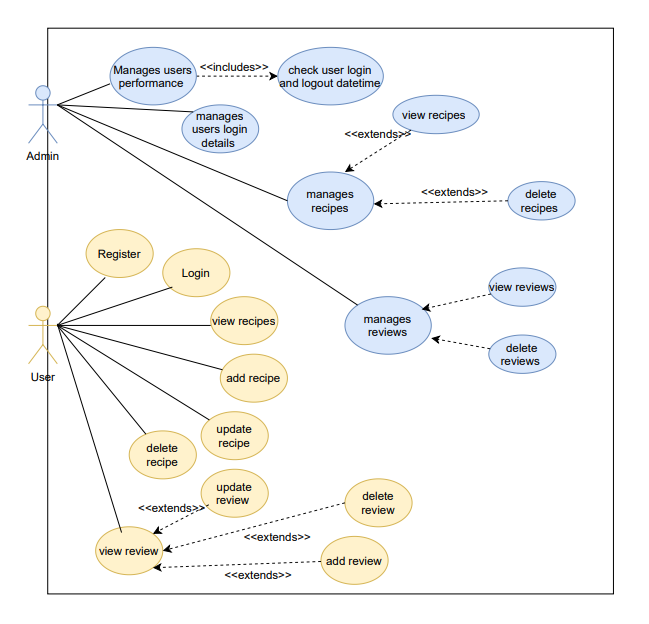 Manages users
performance
<<includes>>
check user login
and logout datetime
Admin
manages
users login
details
view recipes
<<extends>>
manages
recipes
<<extends>>
delete
recipes
Register
Login
view recipes
view reviews
manages
reviews
delete
reviews
User
add recipe
update
recipe
delete
recipe
update
review
<<extends>>
delete
review
<<extends>>
view review
add review
<<extends>>